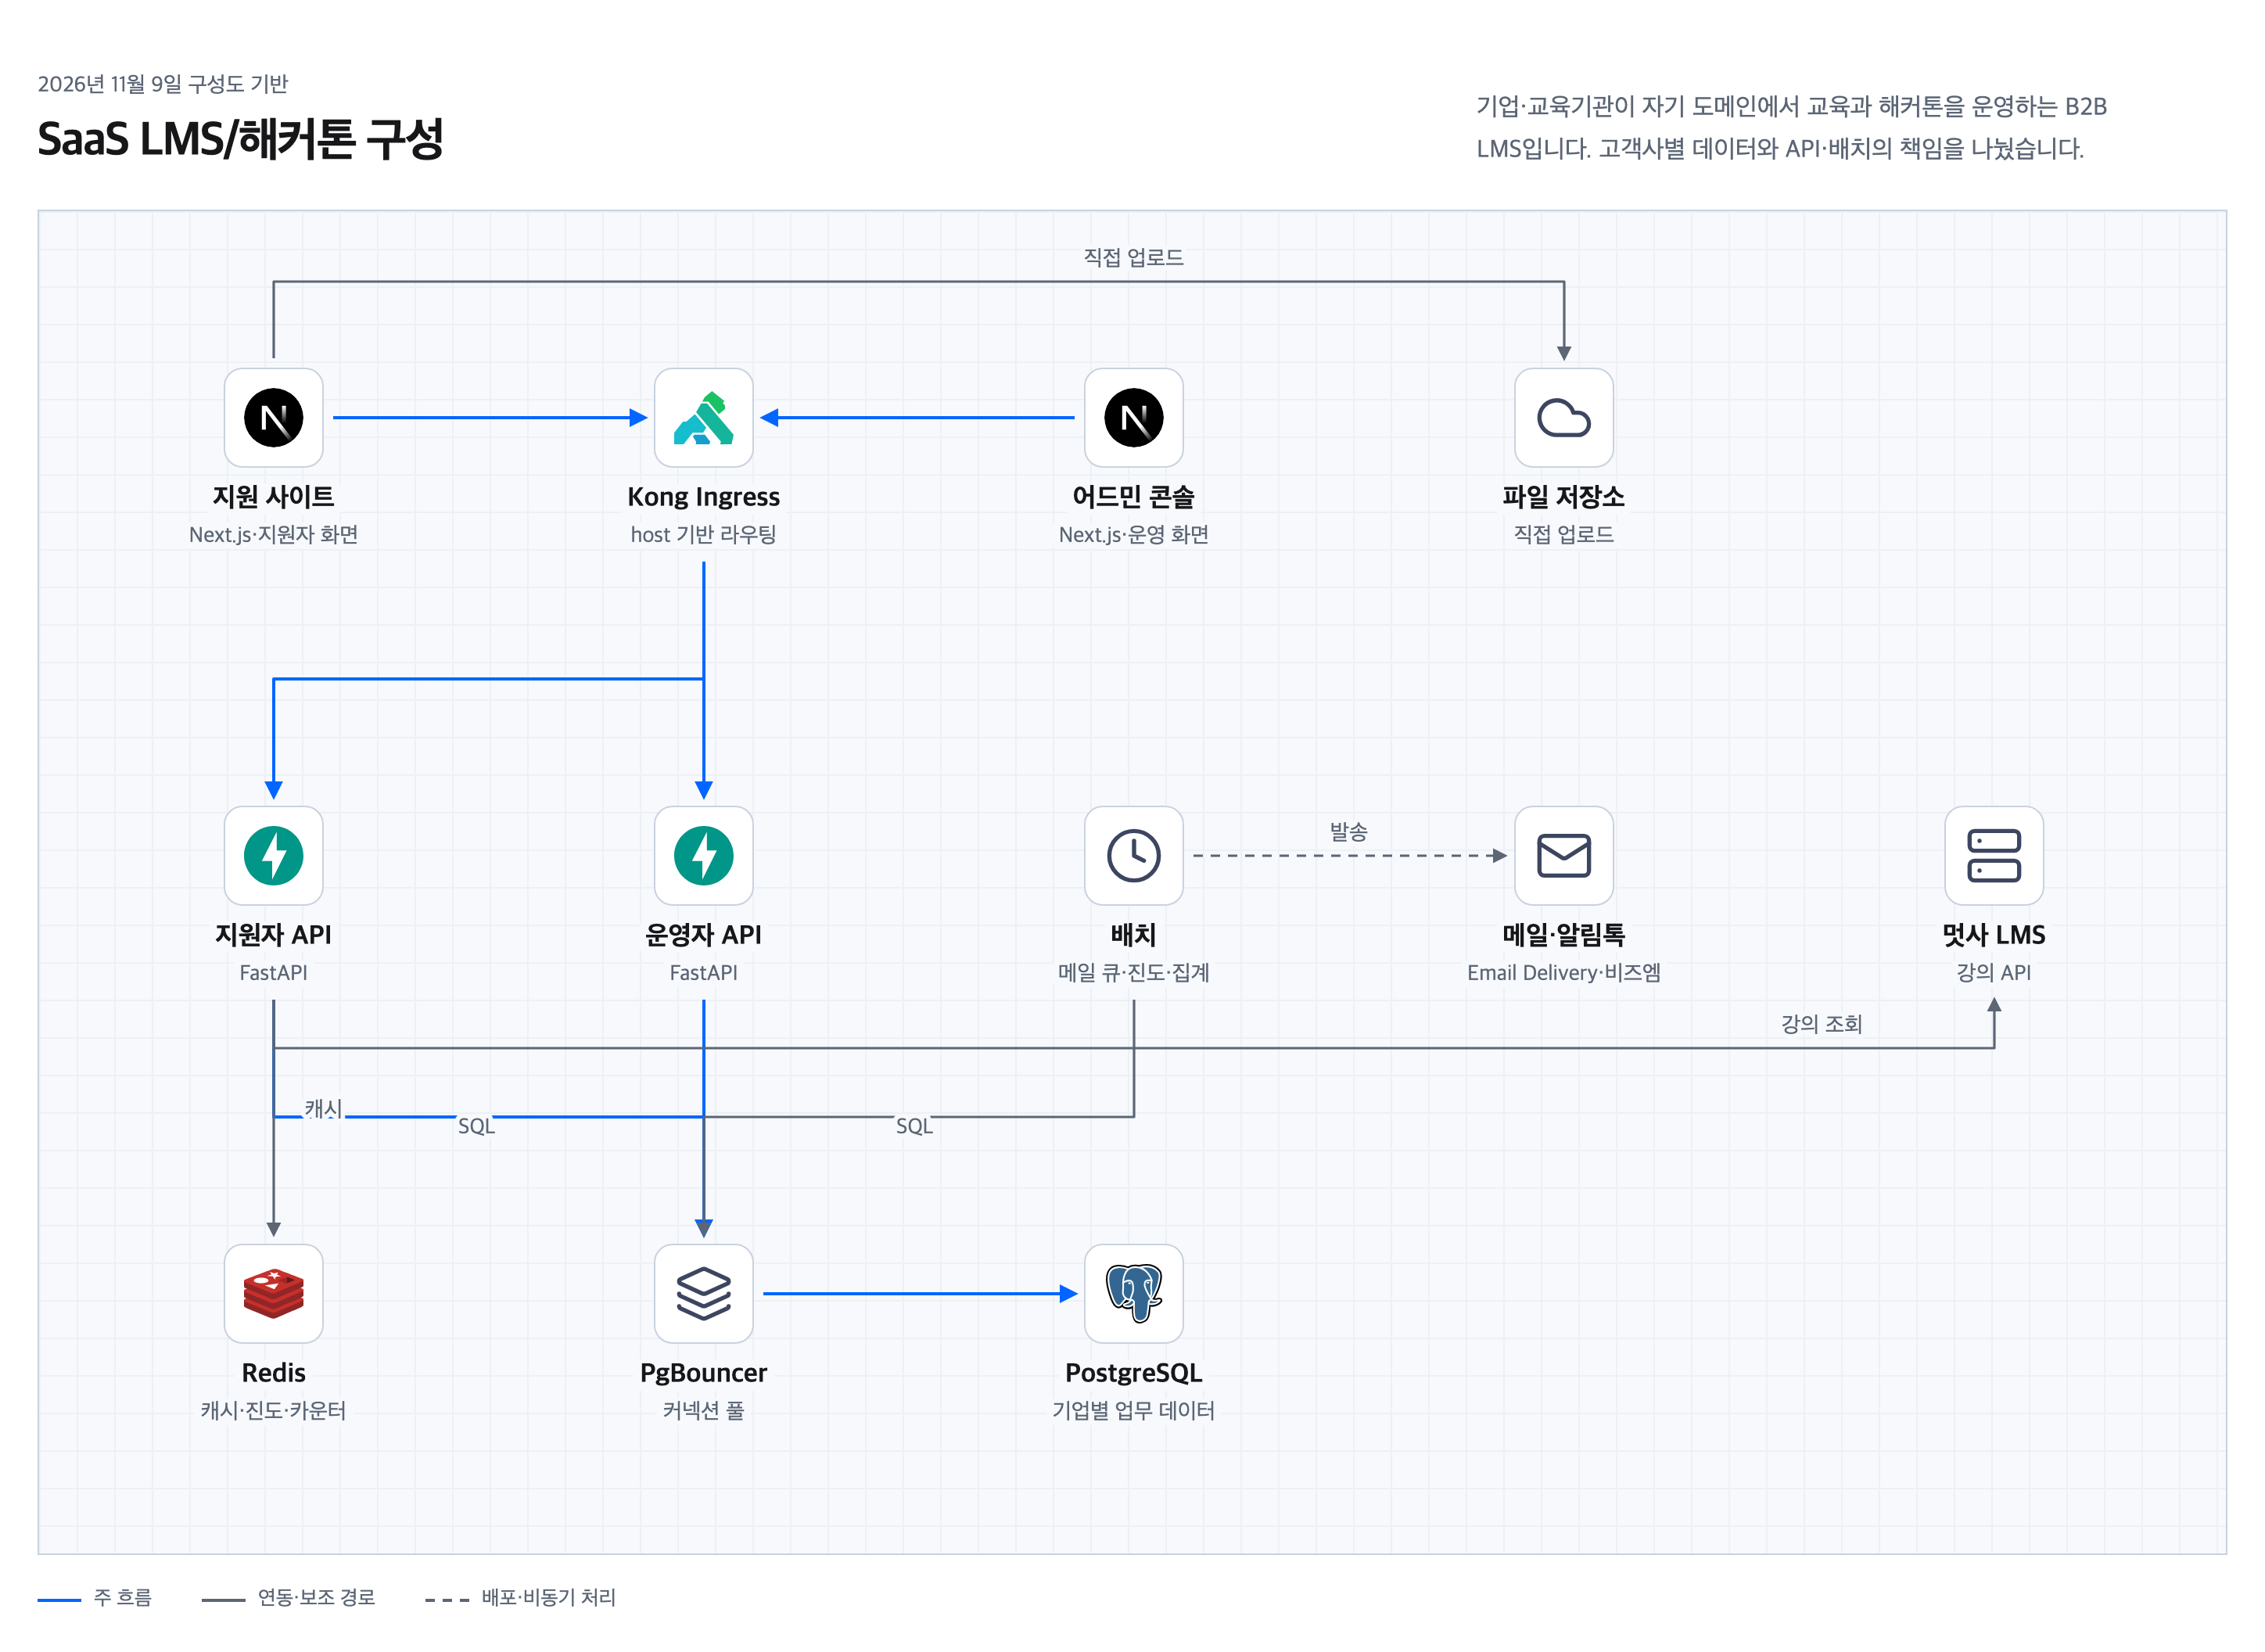 2026년 11월 9일 구성도 기반
SaaS LMS/해커톤 구성
기업·교육기관이 자기 도메인에서 교육과 해커톤을 운영하는 B2B
LMS입니다. 고객사별 데이터와 API·배치의 책임을 나눴습니다.
직접 업로드
지원 사이트
Next.js·지원자 화면
Kong Ingress
host 기반 라우팅
어드민 콘솔
Next.js·운영 화면
파일 저장소
직접 업로드
지원자 API
FastAPI
운영자 API
FastAPI
배치
메일 큐·진도·집계
발송
메일·알림톡
Email Delivery·비즈엠
멋사 LMS
강의 API
강의 조회
캐시
SQL
SQL
Redis
캐시·진도·카운터
PgBouncer
커넥션 풀
PostgreSQL
기업별 업무 데이터
주 흐름
연동·보조 경로
배포·비동기 처리